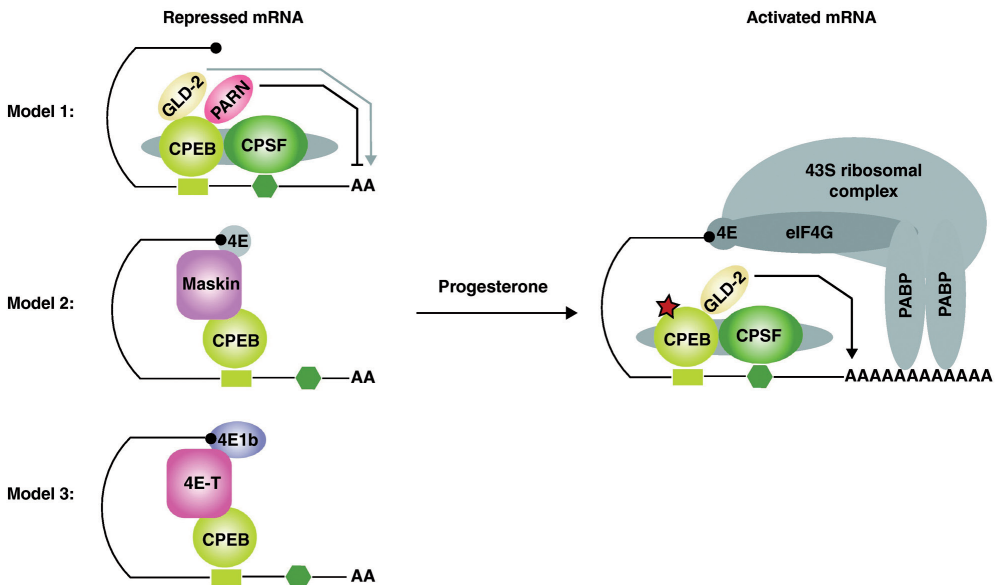 Repressed mRNA
Activated mRNA
Model 1:
GLD-2
PARN
CPEB
CPSF
AA
Model 2:
4E
Maskin
CPEB
AA
Model 3:
4E1b
4E-T
CPEB
AA
Progesterone
43S ribosomal
complex
4E
eIF4G
PABP
PABP
GLD-2
CPEB
CPSF
AAAAAAAAAAAA